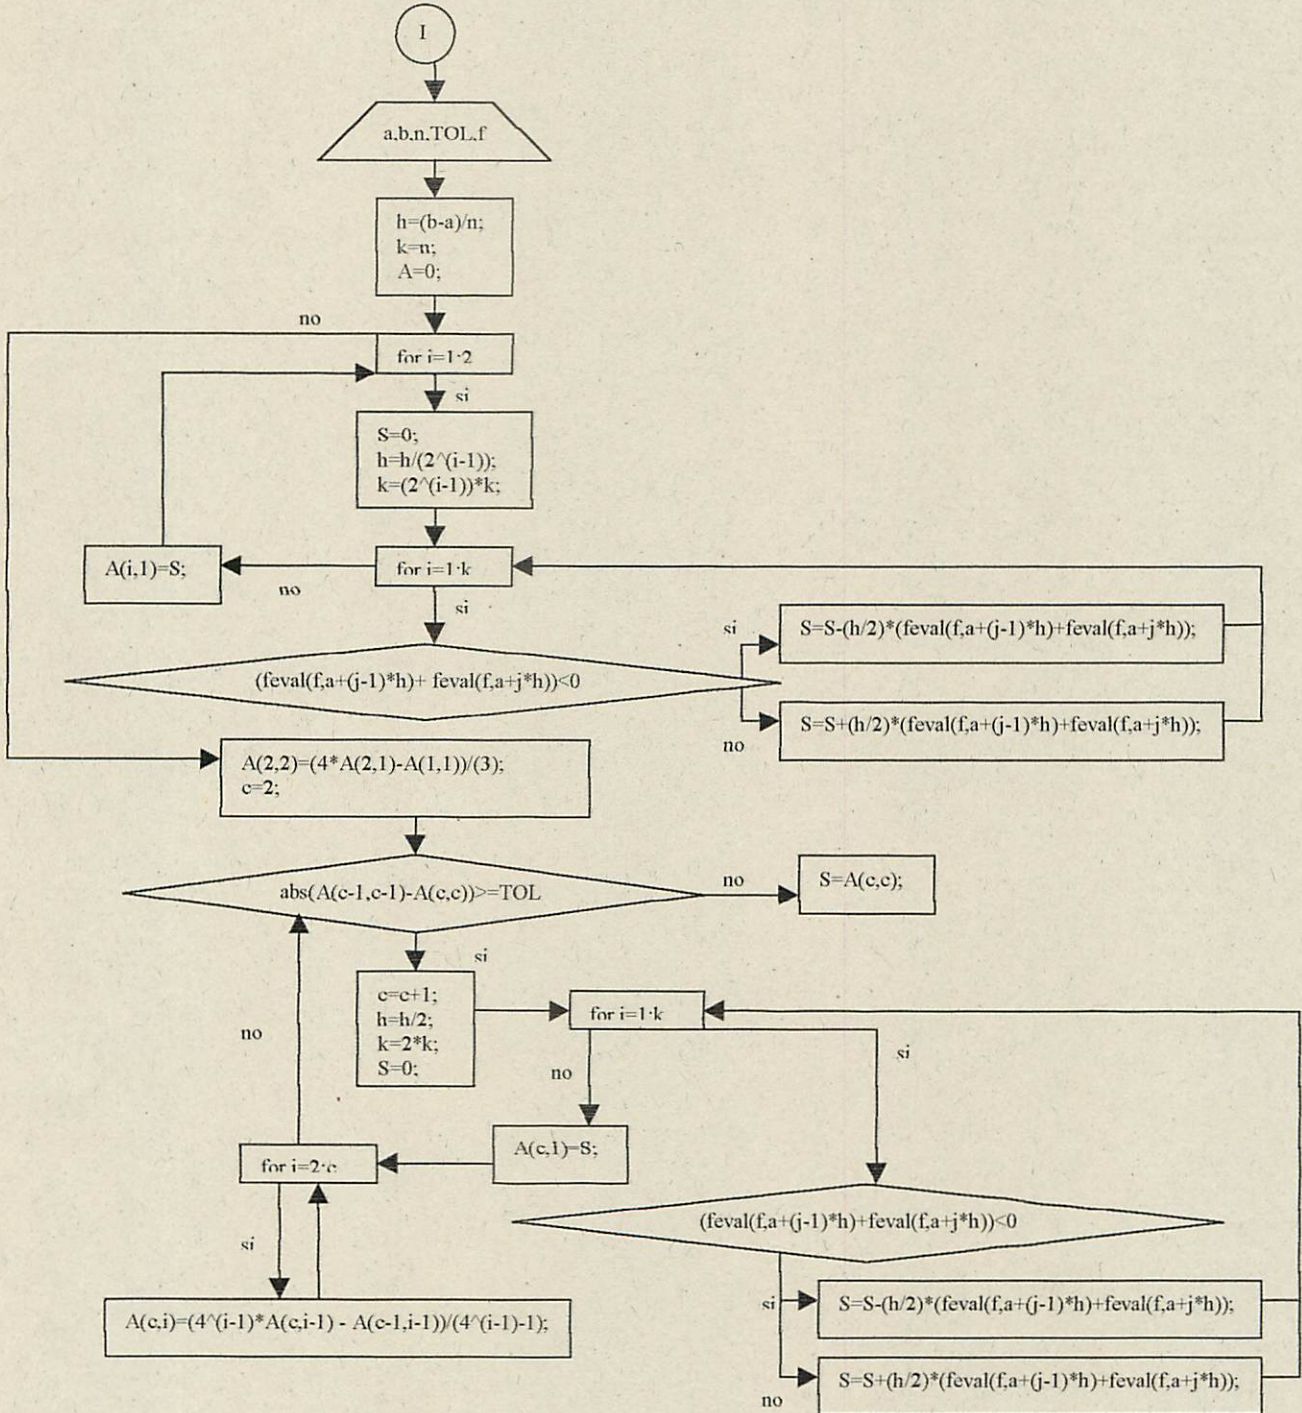 I
a,b,n,TOL,f
h=(b-a)/n;
k=n;
A=0;
no
for i=1:2
si
S=0;
h=h/(2^(i-1));
k=(2^(i-1))*k;
A(i,1)=S;
no
for j=1:k
si
si
S=S-(h/2)*(feval(f,a+(j-1)*h)+feval(f,a+j*h));
(feval(f,a+(j-1)*h)+ feval(f,a+j*h))<0
S=S+(h/2)*(feval(f,a+(j-1)*h)+feval(f,a+j*h));
no
A(2,2)=(4*A(2,1)-A(1,1))/(3);
c=2;
abs(A(c-1,c-1)-A(c,c))>=TOL
no
S=A(c,c);
si
c=c+1;
h=h/2;
k=2*k;
S=0;
for j=1:k
no
no
si
A(c,1)=S;
for i=2:c
(feval(f,a+(j-1)*h)+feval(f,a+j*h))<0
si
si
S=S-(h/2)*(feval(f,a+(j-1)*h)+feval(f,a+j*h));
A(c,i)=(4^(i-1)*A(c,i-1) - A(c-1,i-1))/(4^(i-1)-1);
S=S+(h/2)*(feval(f,a+(j-1)*h)+feval(f,a+j*h));
no